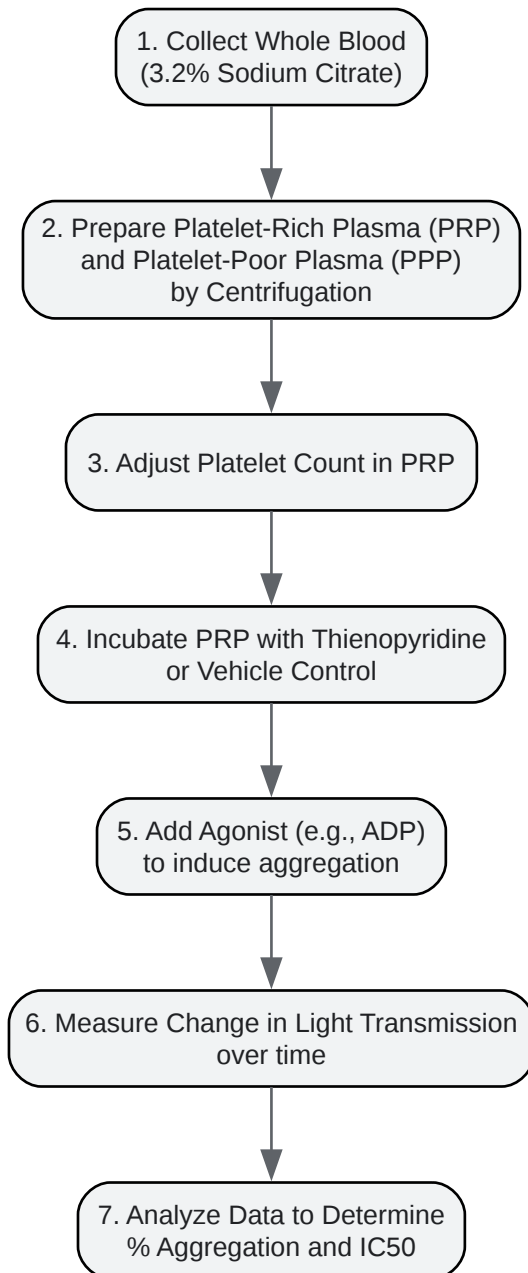 1. Collect Whole Blood
(3.2% Sodium Citrate)
2. Prepare Platelet-Rich Plasma (PRP)
and Platelet-Poor Plasma (PPP)
by Centrifugation
3. Adjust Platelet Count in PRP
4. Incubate PRP with Thienopyridine
or Vehicle Control
5. Add Agonist (e.g., ADP)
to induce aggregation
6. Measure Change in Light Transmission
over time
7. Analyze Data to Determine
% Aggregation and IC50